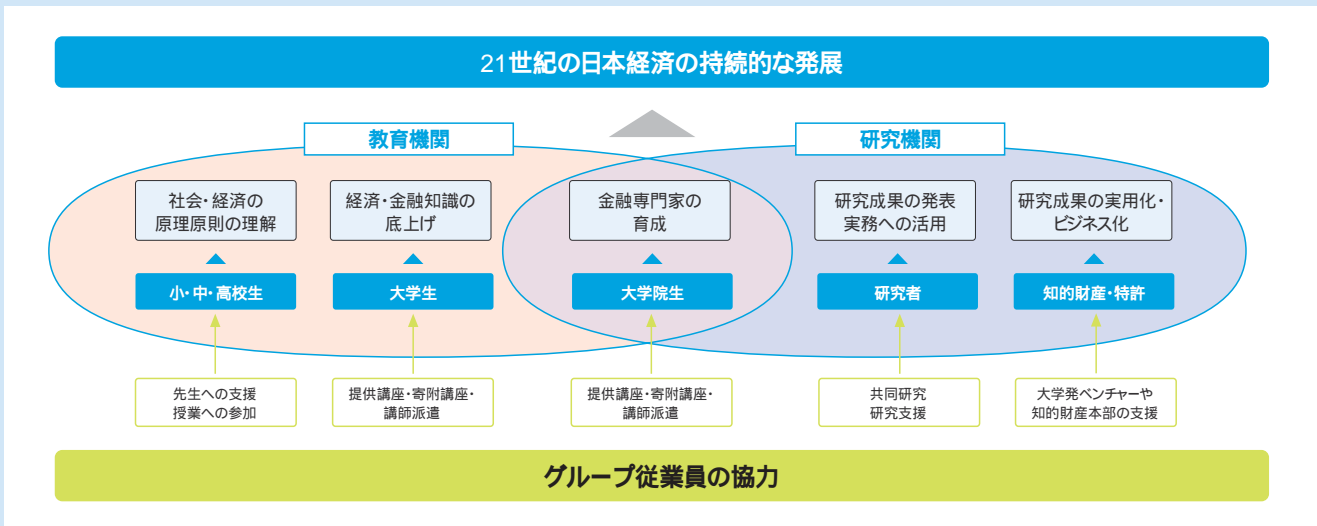 21世紀の日本経済の持続的な発展
教育機関
研究機関
社会・経済の
原理原則の理解
経済・金融知識の
底上げ
金融専門家の
育成
研究成果の発表
実務への活用
研究成果の実用化・
ビジネス化
小・中・高校生
大学生
大学院生
研究者
知的財産・特許
先生への支援
授業への参加
提供講座・寄附講座・
講師派遣
提供講座・寄附講座・
講師派遣
共同研究
研究支援
大学発ベンチャーや
知的財産本部の支援
グループ従業員の協力